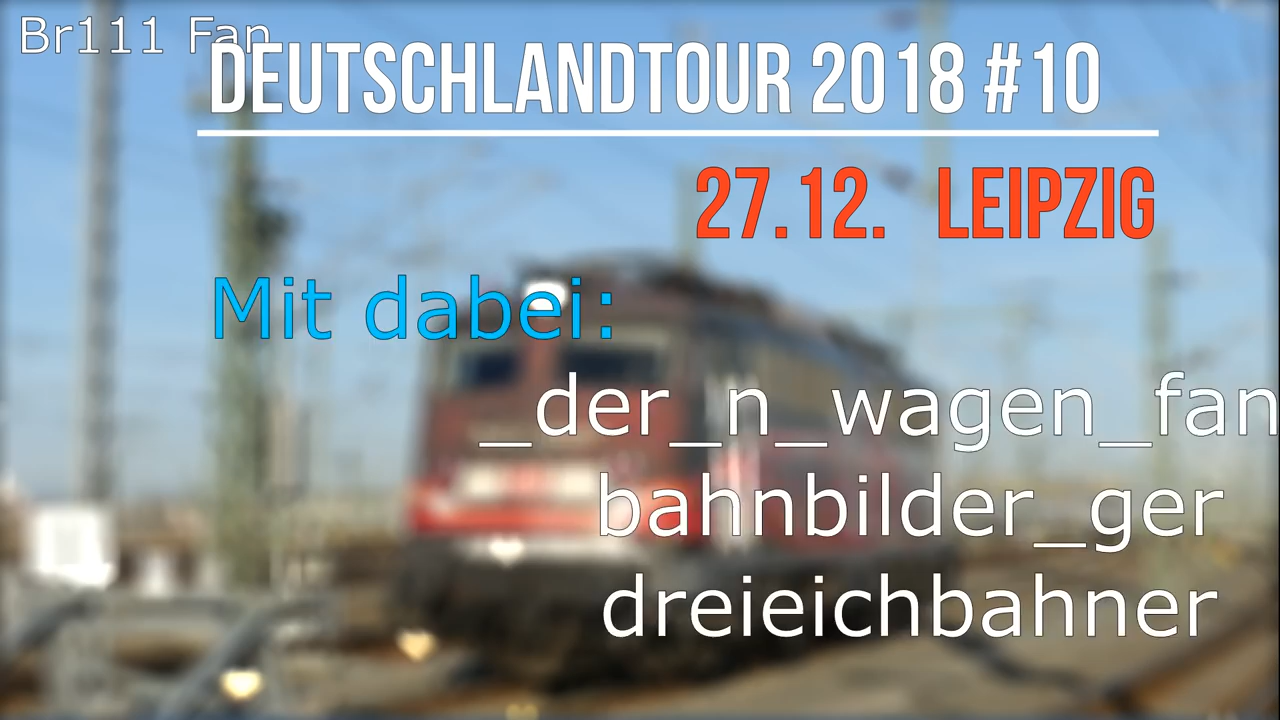 Br111 Fan
DEUTSCHLANDTOUR 2018 #10
27.12. LEIPZIG
Mit dabei:
_der_n_wagen_fan
bahnbilder_ger
dreieichbahner